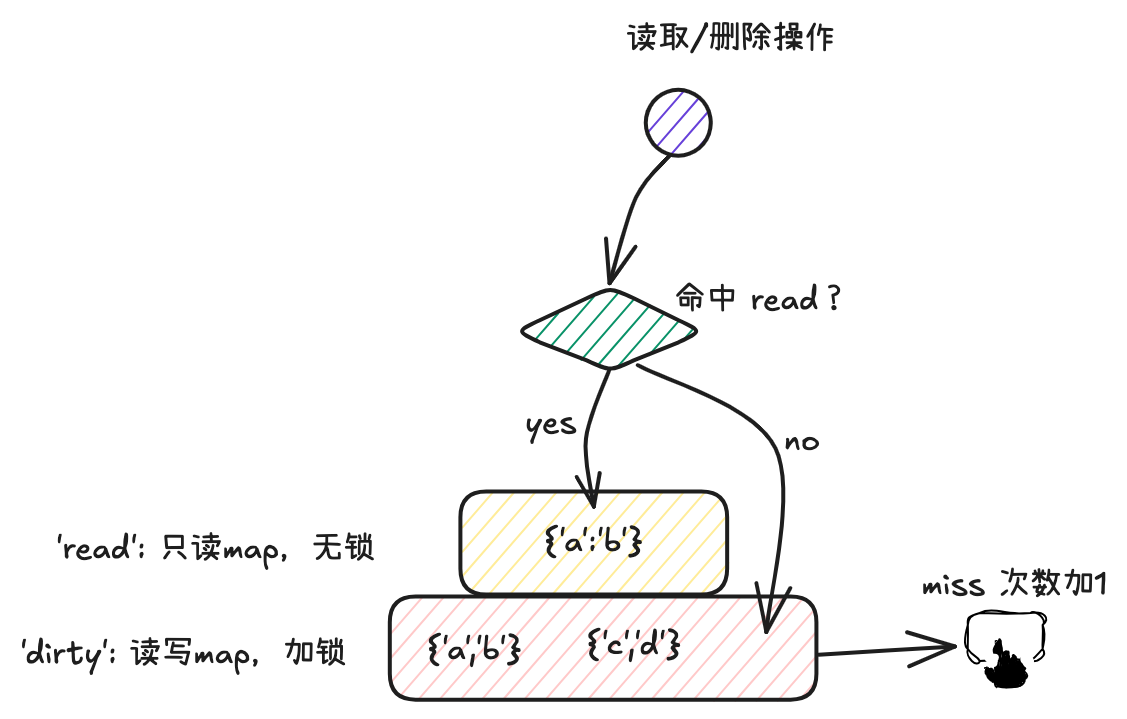 读取/删除操作
命中 read？
yes
no
'read'：只读map，无锁
{'a':'b'}
miss 次数加1
'dirty'：读写map，加锁
{'a','b'}
{'c','d'}